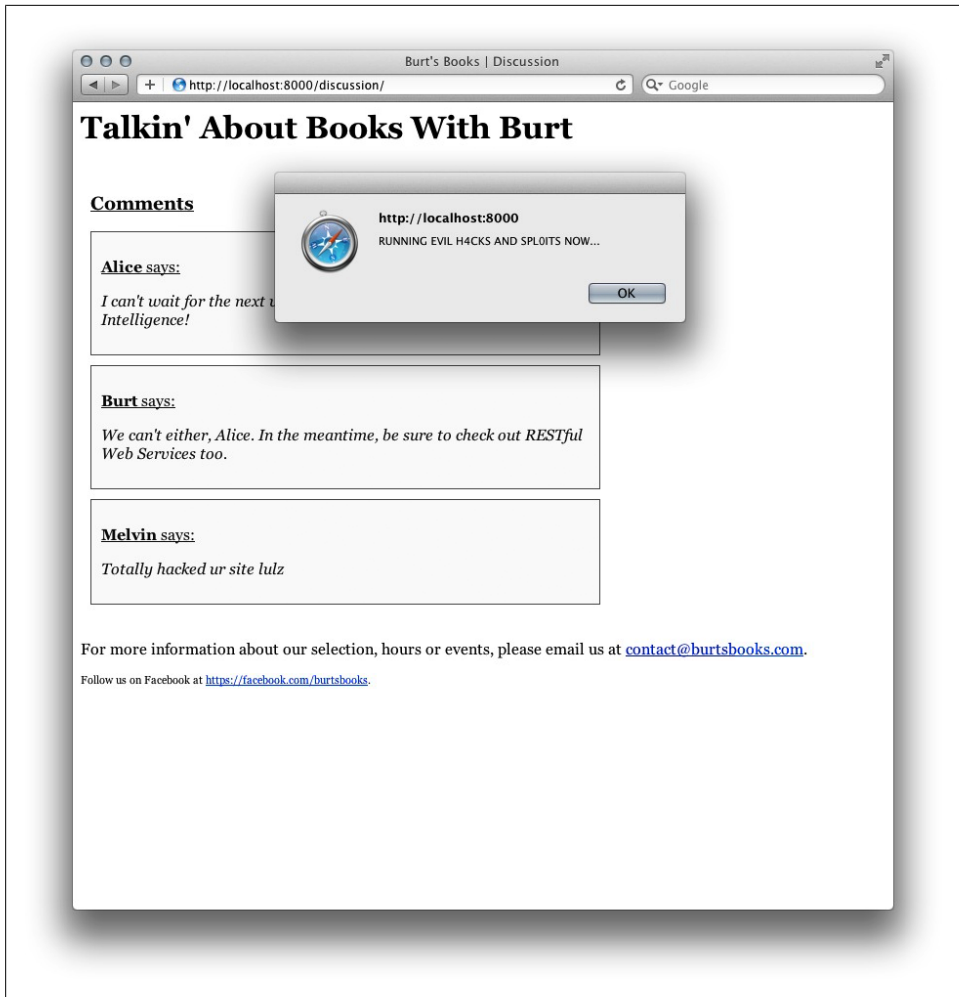 Burt's Books | Discussion
http://localhost:8000/discussion/
Google
Talkin' About Books With Burt
Comments
http://localhost:8000
RUNNING EVIL H4CKS AND SPL0ITS NOW...
OK
Alice says:
I can't wait for the next
Intelligence!
Burt says:
We can't either, Alice. In the meantime, be sure to check out RESTful
Web Services too.
Melvin says:
Totally hacked ur site lulz
For more information about our selection, hours or events, please email us at contact@burtsbooks.com.
Follow us on Facebook at https://facebook.com/burtsbooks.